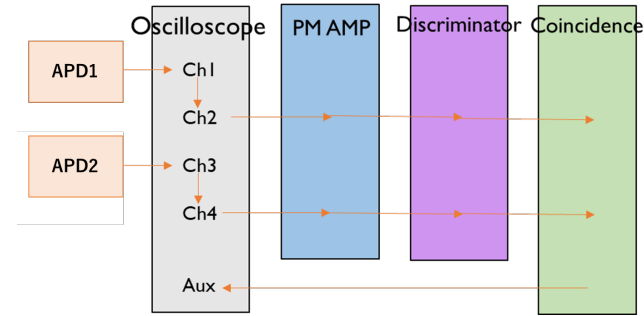 Oscilloscope
PM AMP
Discriminator
Coincidence
APD1
Ch1
Ch2
APD2
Ch3
Ch4
Aux